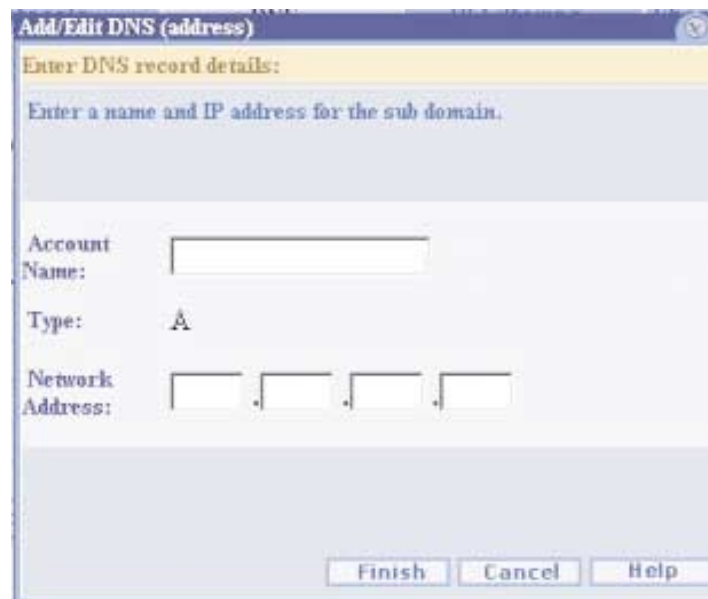 Add/Edit DNS (address)
Enter DNS record details:
Enter a name and IP address for the sub domain.
Account
Name:
Type: A
Network
Address: . . .
Finish Cancel Help